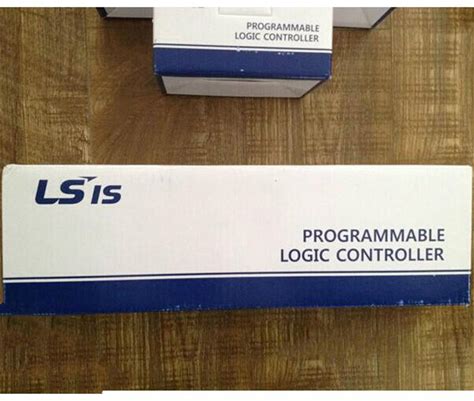 PROGRAMMABLE
LOGIC CONTROLLER
LS IS
PROGRAMMABLE
LOGIC CONTROLLER